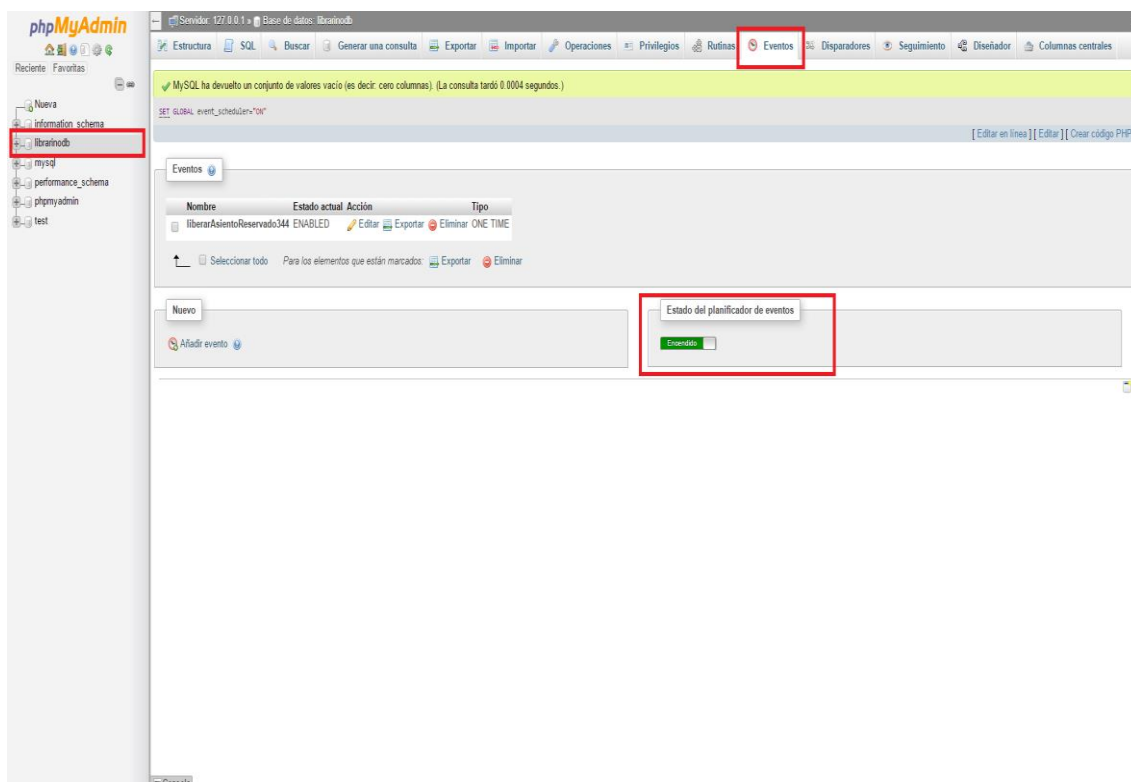 phpMyAdmin
Reciente Favoritas
Nueva
information_schema
librarinodb
mysql
performance_schema
phpmyadmin
test
Servidor: 127.0.0.1 » Base de datos: librarinodb
Estructura SQL Buscar Generar una consulta Exportar Importar Operaciones Privilegios Rutinas Eventos Disparadores Seguimiento Diseñador Columnas centrales
MySQL ha devuelto un conjunto de valores vacío (es decir: cero columnas). (La consulta tardó 0.0004 segundos.)
SET GLOBAL event_scheduler="ON"
[ Editar en línea ] [ Editar ] [ Crear código PHP
Eventos
Nombre Estado actual Acción Tipo
liberarAsientoReservado344 ENABLED Editar Exportar Eliminar ONE TIME
Seleccionar todo Para los elementos que están marcados: Exportar Eliminar
Nuevo
Añadir evento
Estado del planificador de eventos
Encendido
Consola